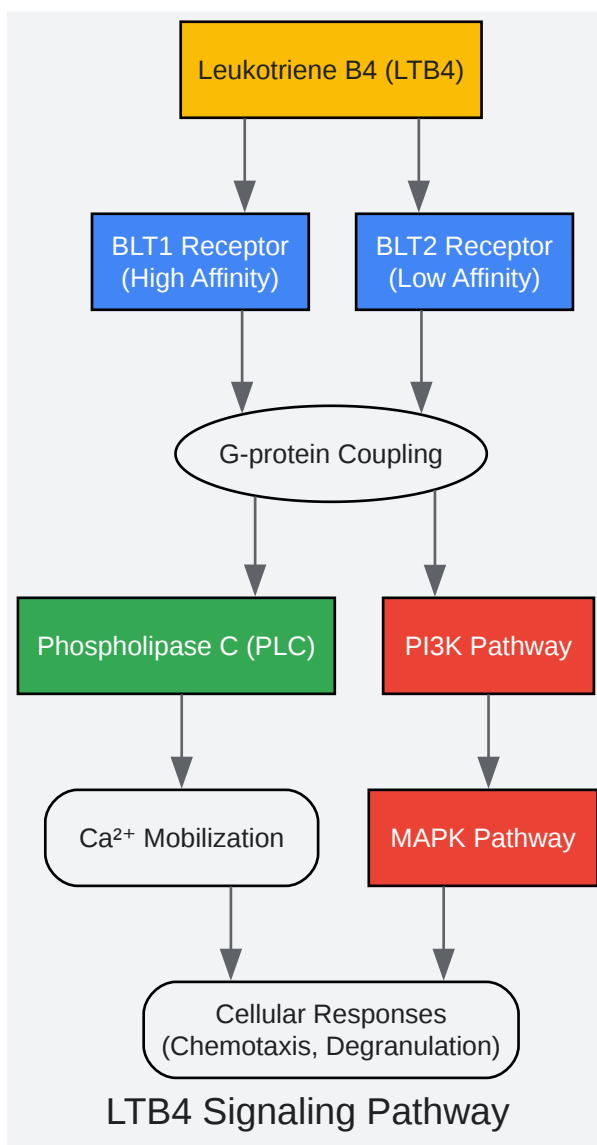 Leukotriene B4 (LTB4)
BLT1 Receptor
(High Affinity)
BLT2 Receptor
(Low Affinity)
G-protein Coupling
Phospholipase C (PLC)
PI3K Pathway
Ca²⁺ Mobilization
MAPK Pathway
Cellular Responses
(Chemotaxis, Degranulation)
LTB4 Signaling Pathway